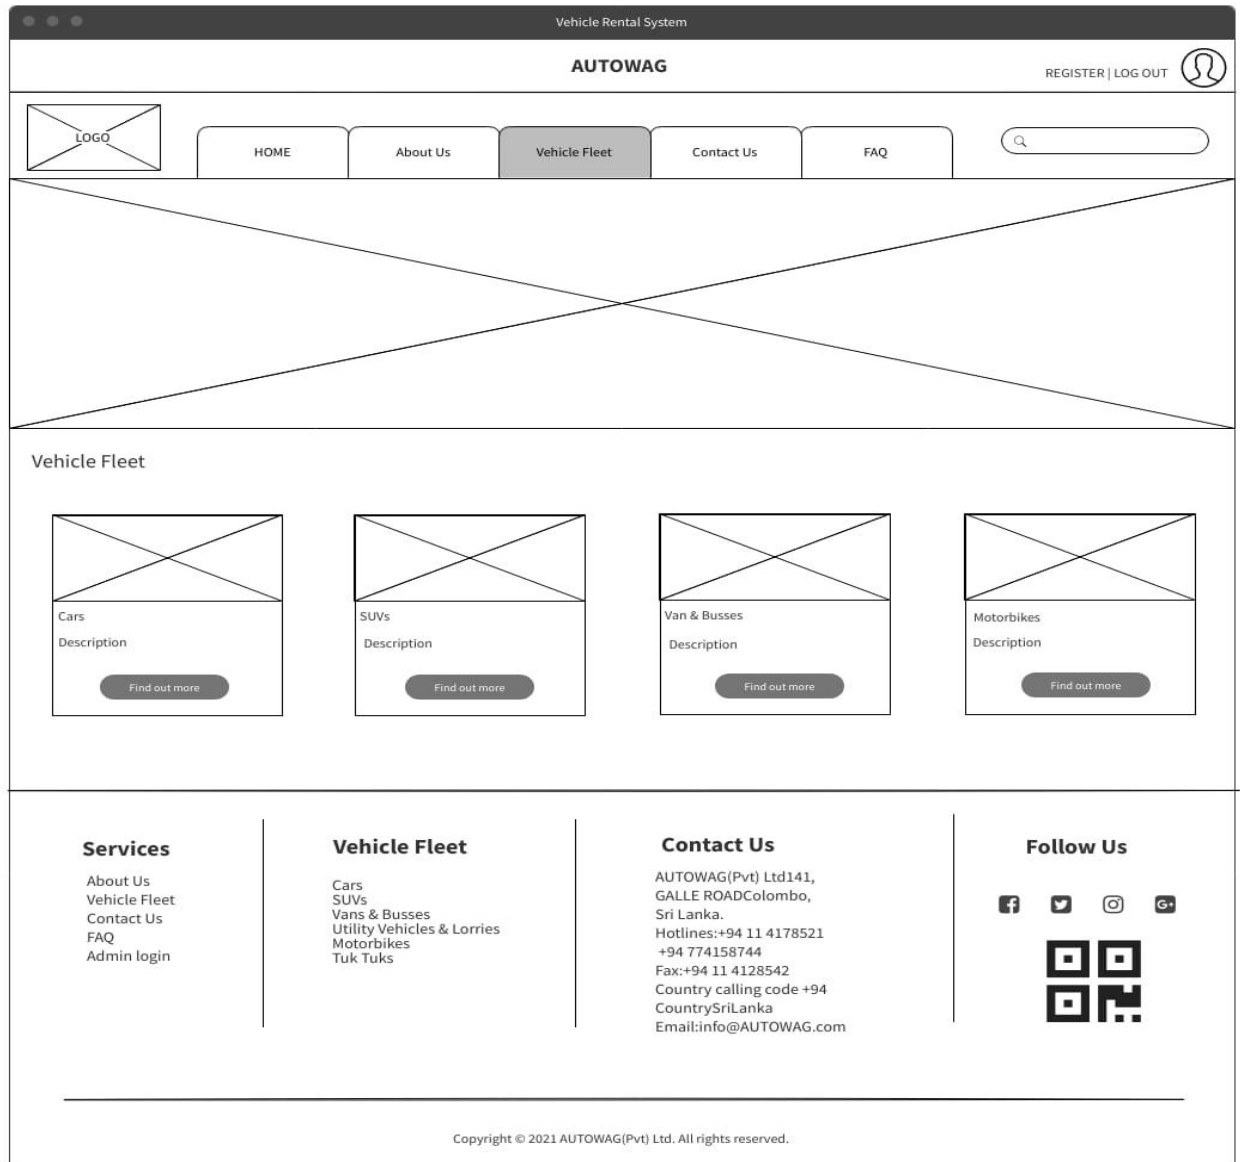 Vehicle Rental System
AUTOWAG
REGISTER | LOG OUT
LOGO
HOME
About Us
Vehicle Fleet
Contact Us
FAQ
Vehicle Fleet
Cars
Description
Find out more
SUVs
Description
Find out more
Van & Busses
Description
Find out more
Motorbikes
Description
Find out more
Services
About Us
Vehicle Fleet
Contact Us
FAQ
Admin login
Vehicle Fleet
Cars
SUVs
Vans & Busses
Utility Vehicles & Lorries
Motorbikes
Tuk Tuks
Contact Us
AUTOWAG(Pvt) Ltd141,
GALLE ROADColombo,
Sri Lanka.
Hotlines:+94 11 4178521
+94 774158744
Fax:+94 11 4128542
Country calling code +94
CountrySriLanka
Email:info@AUTOWAG.com
Follow Us
Copyright © 2021 AUTOWAG(Pvt) Ltd. All rights reserved.